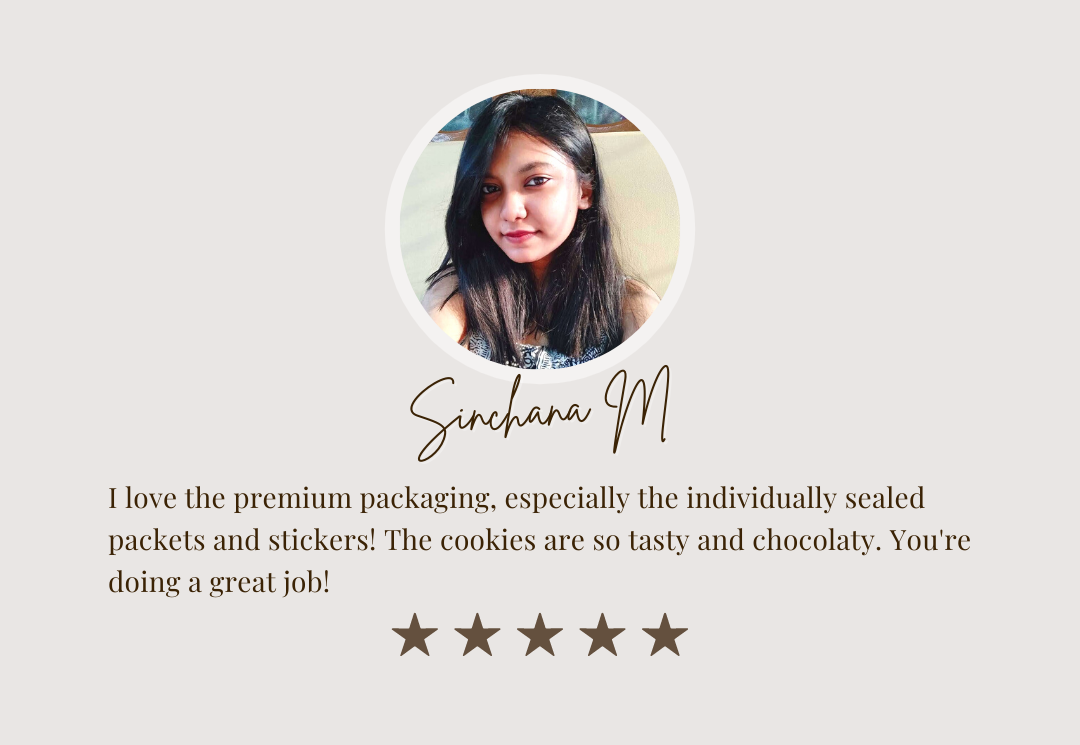 Sinchana M
I love the premium packaging, especially the individually sealed
packets and stickers! The cookies are so tasty and chocolaty. You're
doing a great job!